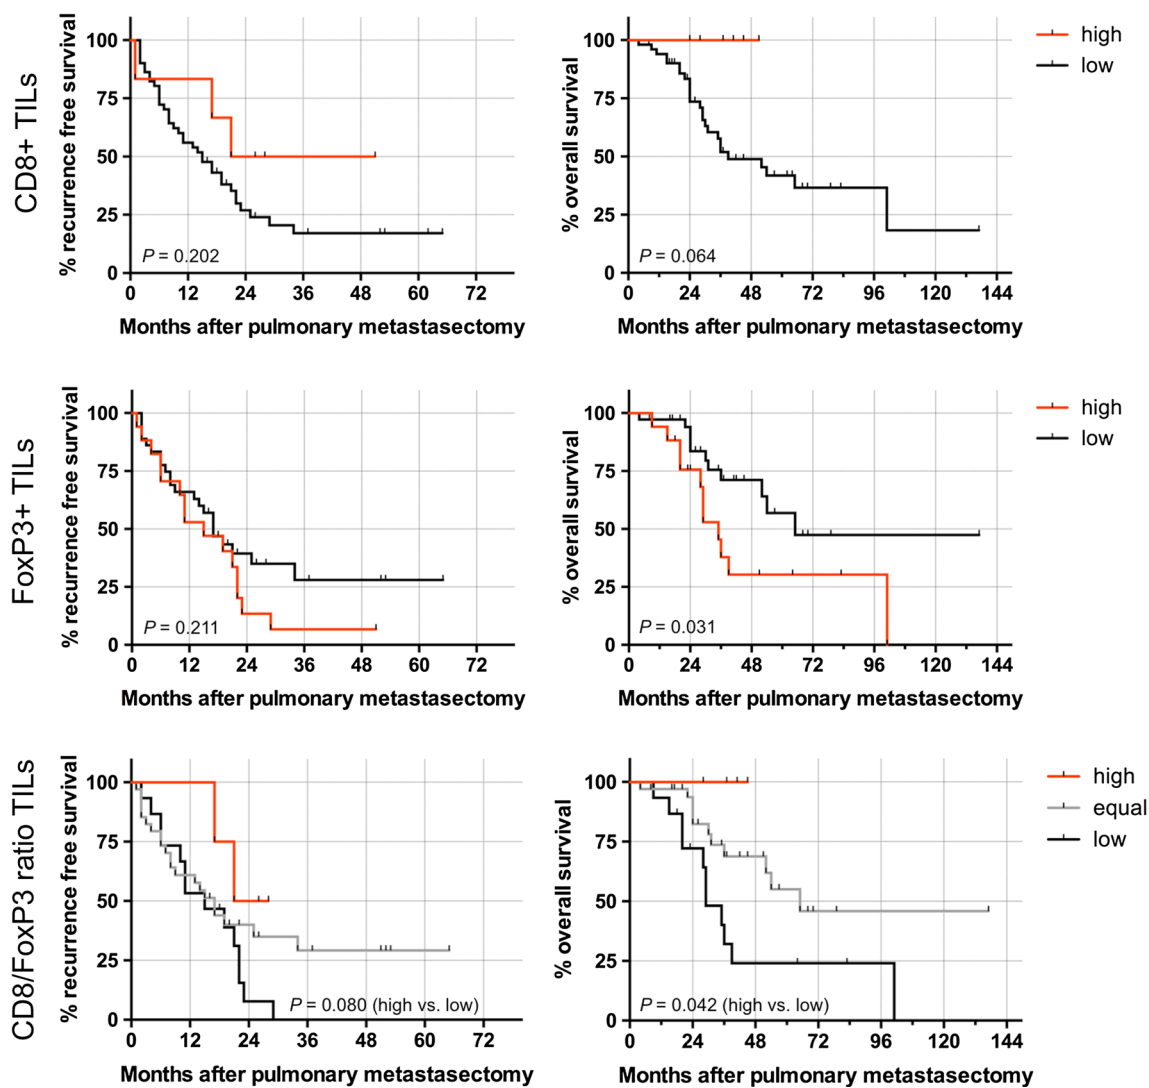 CD8+ TILs
% recurrence free survival
100
75
50
25
0
P = 0.202
0 12 24 36 48 60 72
Months after pulmonary metastasectomy
% overall survival
100
75
50
25
0
P = 0.064
0 24 48 72 96 120 144
Months after pulmonary metastasectomy
high
low
FoxP3+ TILs
% recurrence free survival
100
75
50
25
0
P = 0.211
0 12 24 36 48 60 72
Months after pulmonary metastasectomy
% overall survival
100
75
50
25
0
P = 0.031
0 24 48 72 96 120 144
Months after pulmonary metastasectomy
high
low
CD8/FoxP3 ratio TILs
% recurrence free survival
100
75
50
25
0
P = 0.080 (high vs. low)
0 12 24 36 48 60 72
Months after pulmonary metastasectomy
% overall survival
100
75
50
25
0
P = 0.042 (high vs. low)
0 24 48 72 96 120 144
Months after pulmonary metastasectomy
high
equal
low